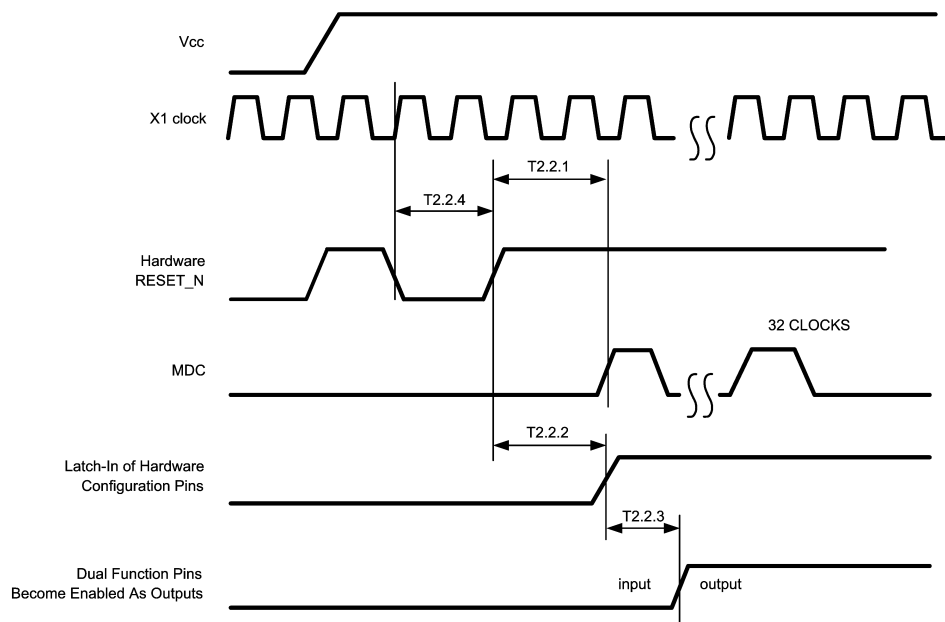 Vcc
X1 clock
T2.2.1
T2.2.4
Hardware
RESET_N
32 CLOCKS
MDC
T2.2.2
Latch-In of Hardware
Configuration Pins
T2.2.3
Dual Function Pins
Become Enabled As Outputs
input
output